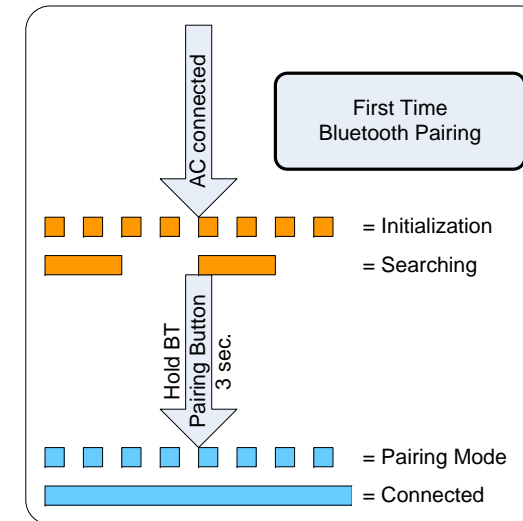 First Time
Bluetooth Pairing
AC connected
= Initialization
= Searching
Hold BT
Pairing Button
3 sec.
= Pairing Mode
= Connected